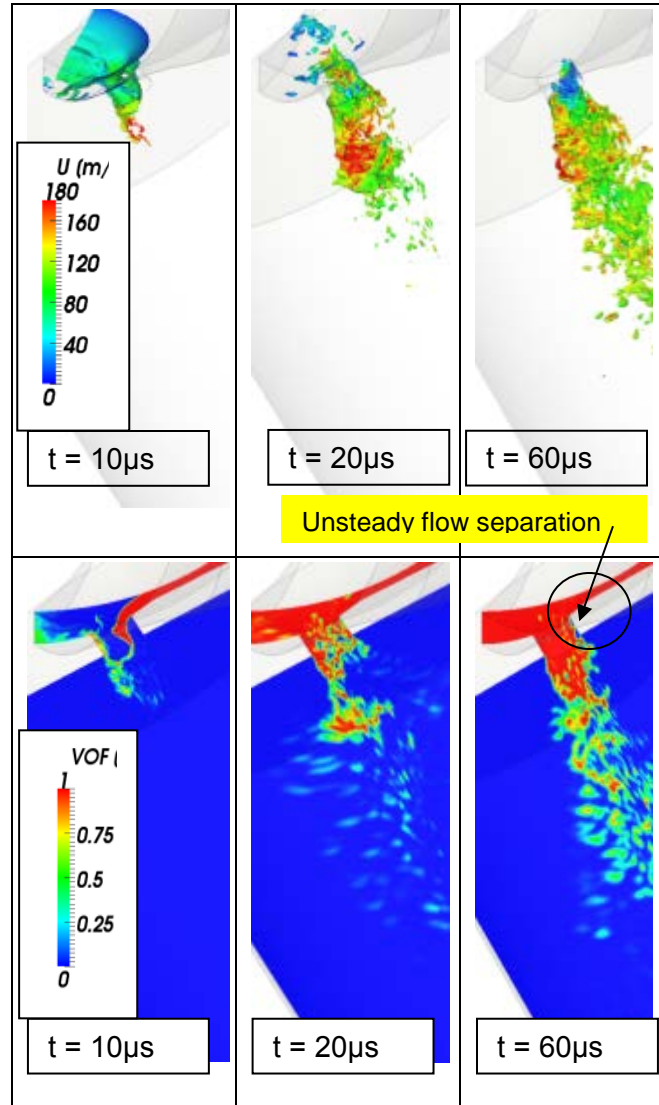 U (m/
180
160
120
80
40
0
t = 10µs
t = 20µs
t = 60µs
Unsteady flow separation
VOF (
1
0.75
0.5
0.25
0
t = 10µs
t = 20µs
t = 60µs